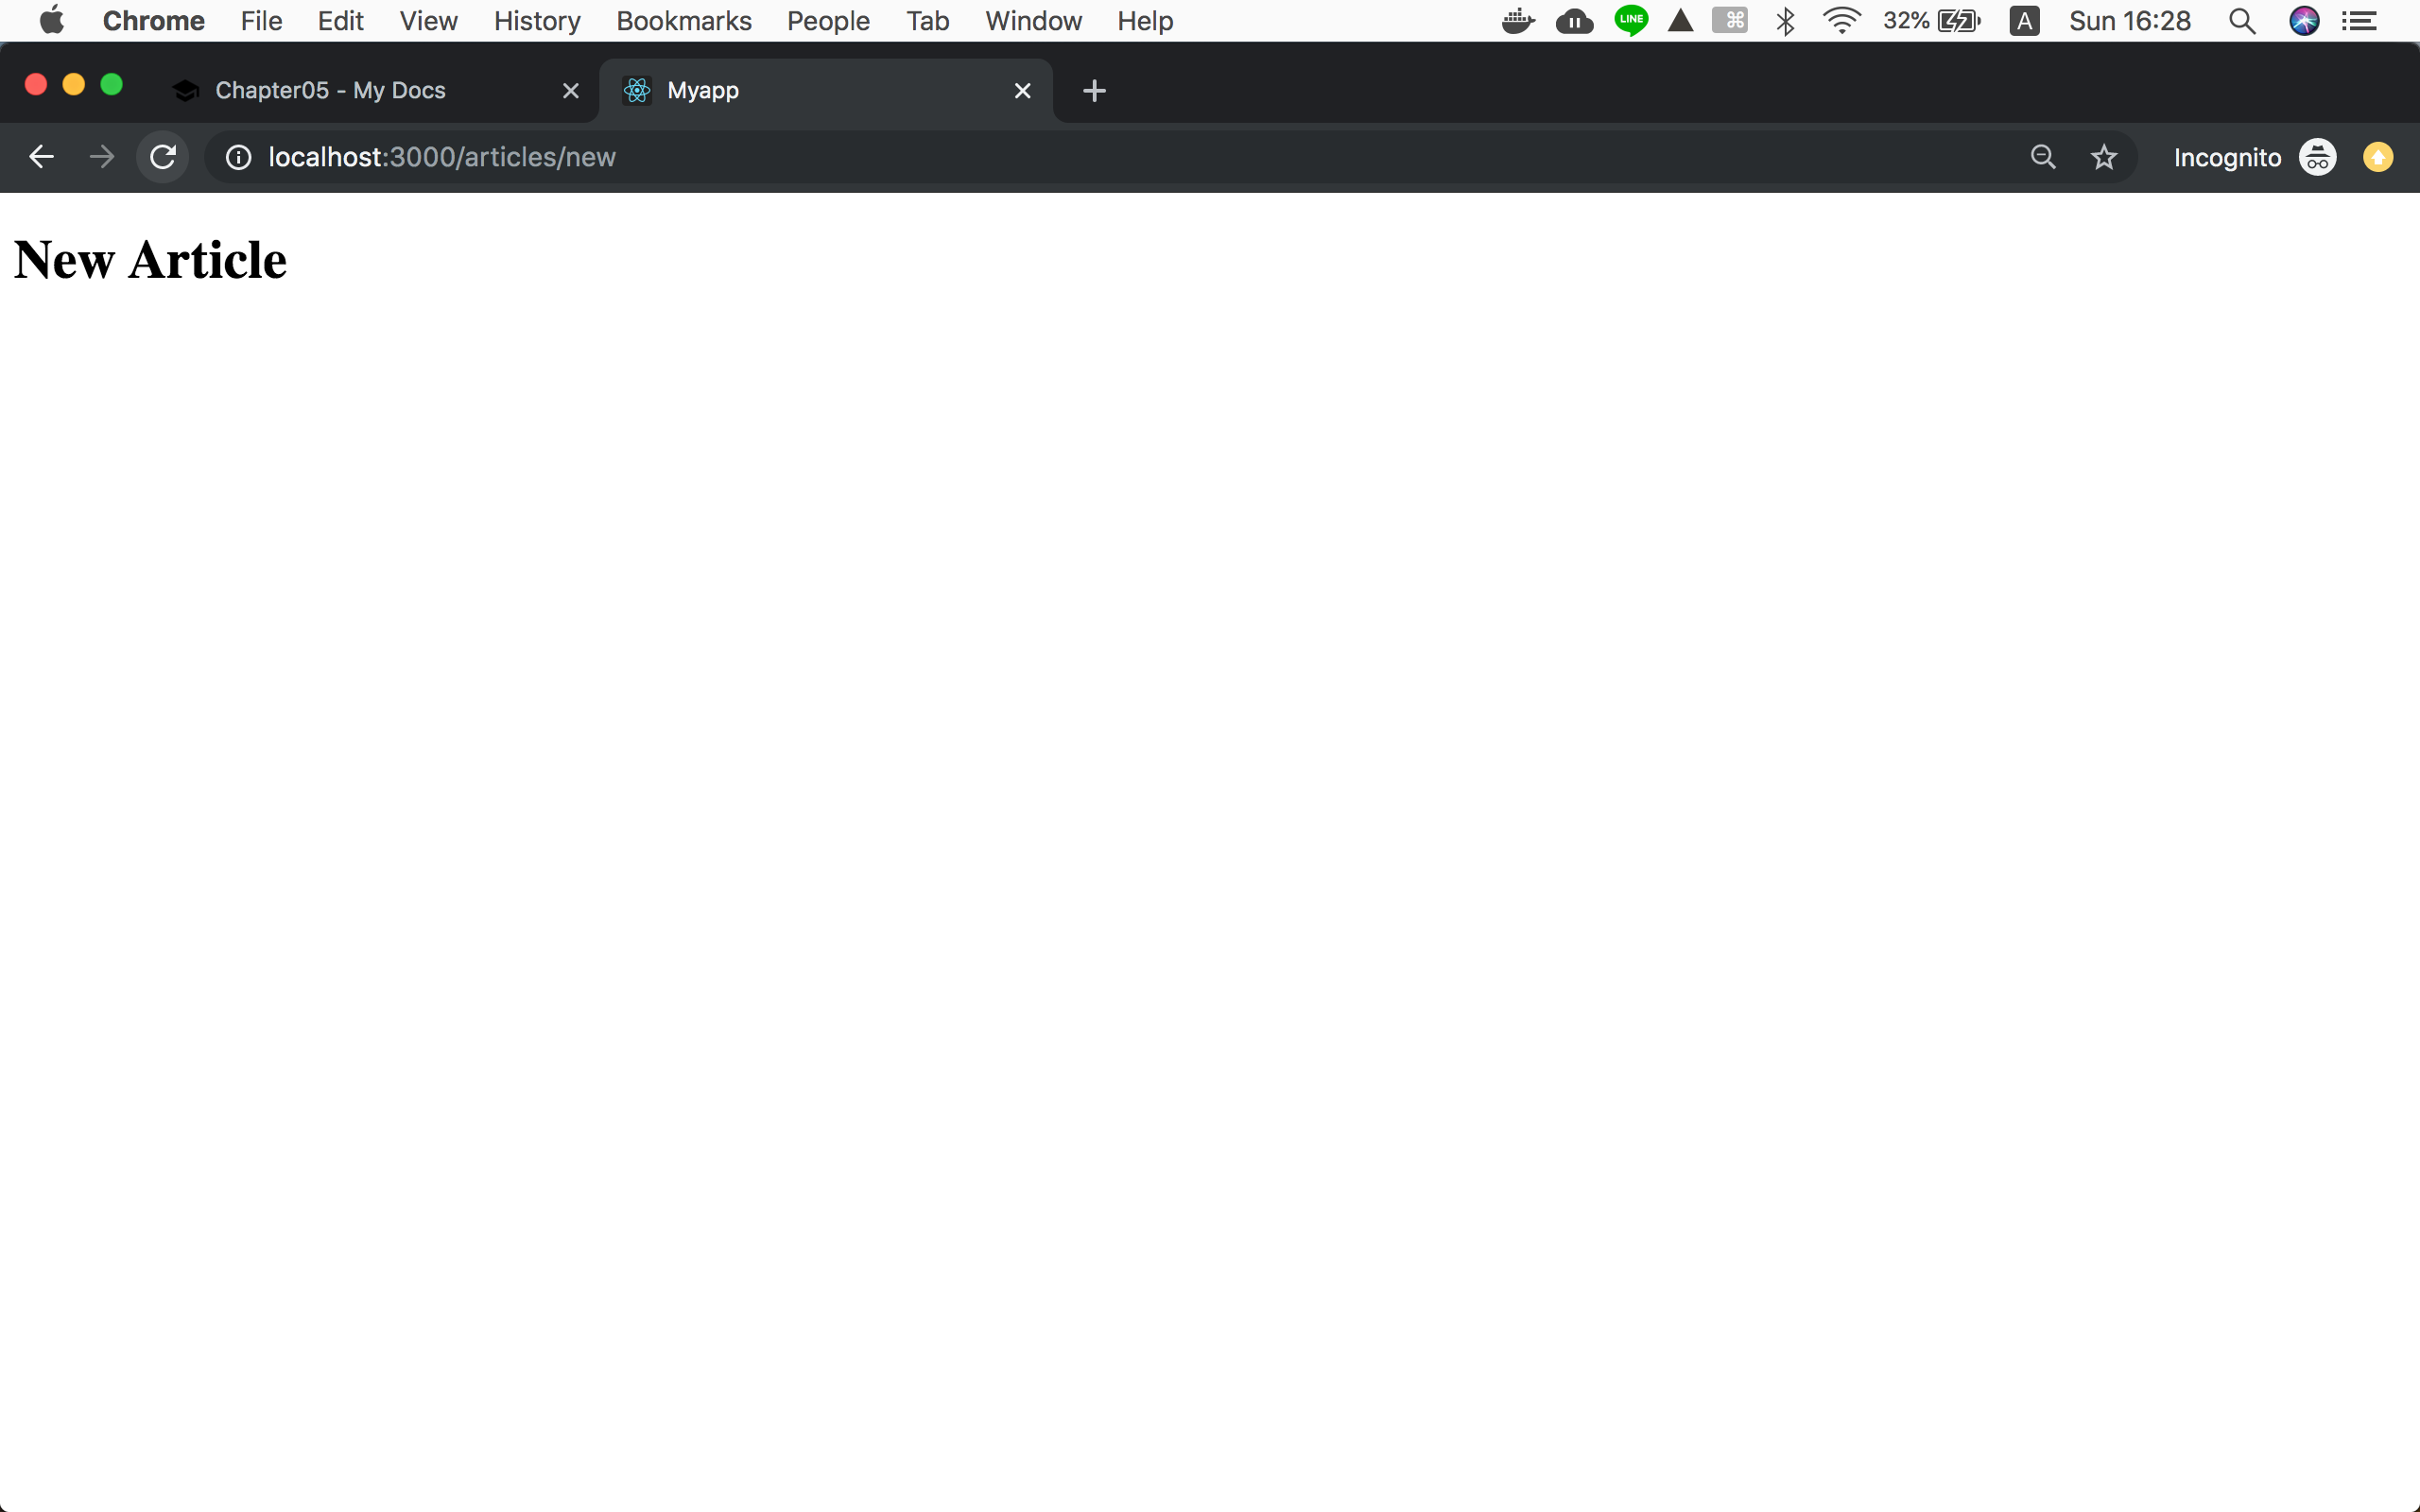 Chrome File Edit View History Bookmarks People Tab Window Help LINE ⌘ 32% A Sun 16:28
Chapter05 - My Docs Myapp
localhost:3000/articles/new Incognito
New Article